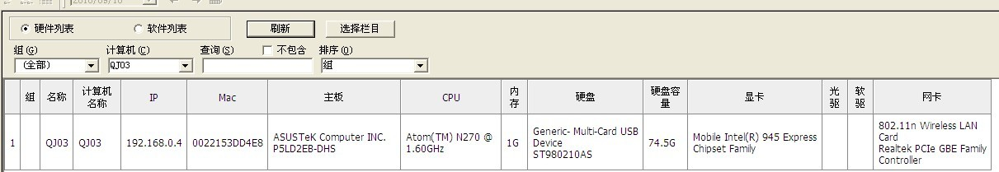 2010/09/10
硬件列表 软件列表 刷新 选择栏目
组(G) 计算机(C) 查询(S) 不包含 排序(O)
(全部) QJ03 组
组 名称 计算机名称 IP Mac 主板 CPU 内存 硬盘 硬盘容量 显卡 光驱 软驱 网卡
1 QJ03 QJ03 192.168.0.4 0022153DD4E8
ASUSTeK Computer INC.
P5LD2EB-DHS
Atom(TM) N270 @
1.60GHz
1G
Generic- Multi-Card USB
Device
ST980210AS
74.5G
Mobile Intel(R) 945 Express
Chipset Family
802.11n Wireless LAN
Card
Realtek PCIe GBE Family
Controller